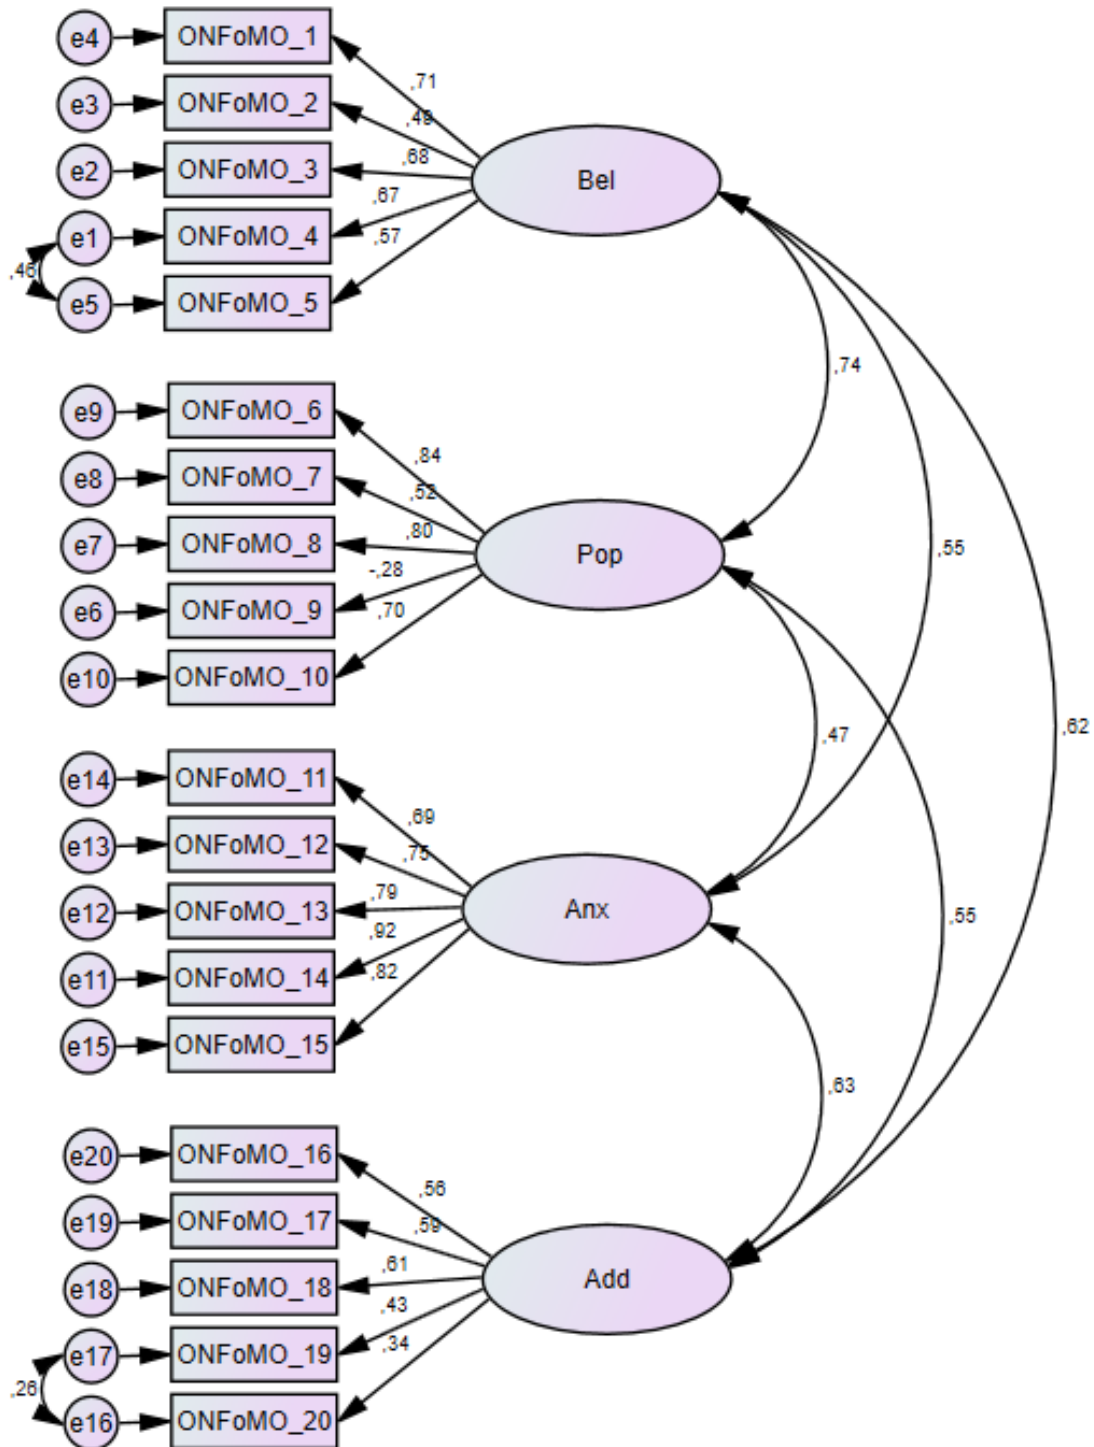 e4 ONFoMO_1
,71
e3 ONFoMO_2
,49
e2 ONFoMO_3
,68
Bel
e1 ONFoMO_4
,67
,46
e5 ONFoMO_5
,57
,74
e9 ONFoMO_6
,84
e8 ONFoMO_7
,52
e7 ONFoMO_8
,80
Pop
,55
e6 ONFoMO_9
-,28
e10 ONFoMO_10
,70
,62
,47
e14 ONFoMO_11
,69
e13 ONFoMO_12
,75
e12 ONFoMO_13
,79
Anx
,55
e11 ONFoMO_14
,92
e15 ONFoMO_15
,82
,63
e20 ONFoMO_16
,56
e19 ONFoMO_17
,59
e18 ONFoMO_18
,61
Add
e17 ONFoMO_19
,43
,26
e16 ONFoMO_20
,34